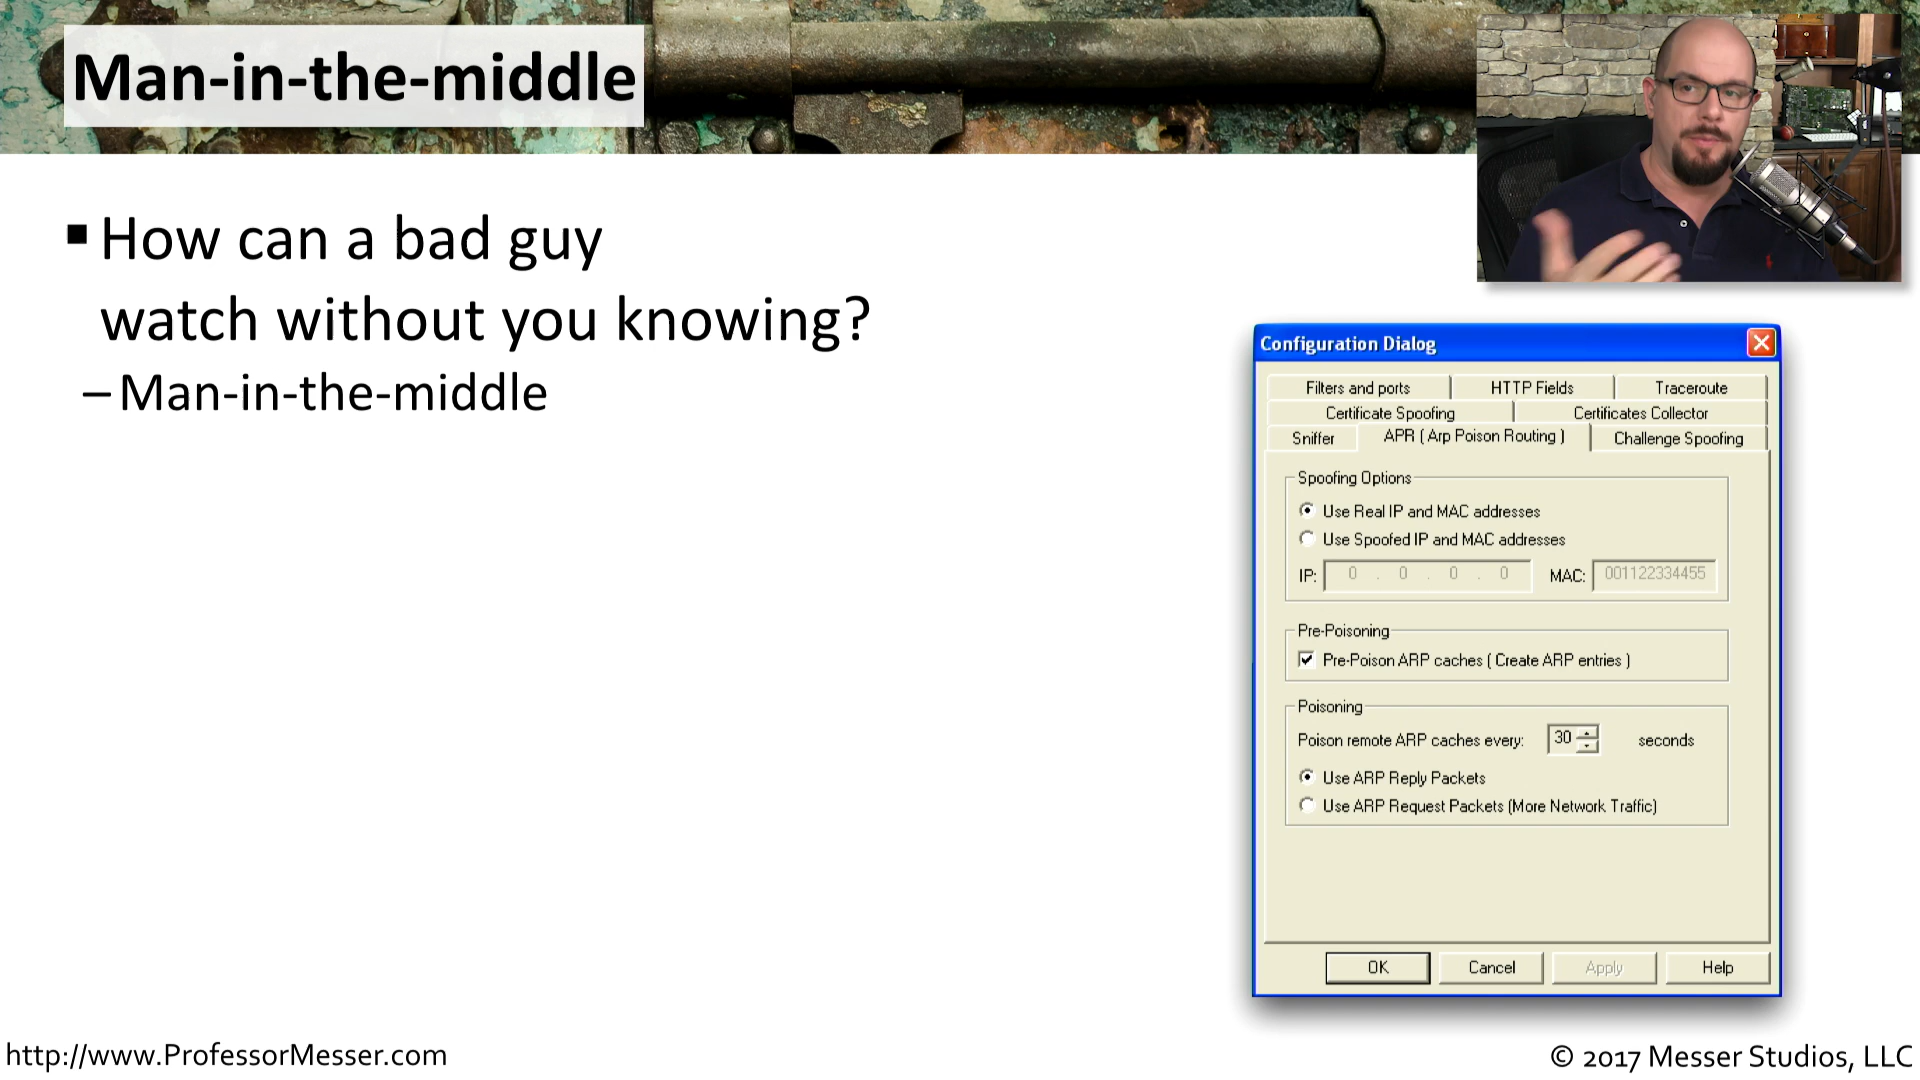 Man-in-the-middle
▪ How can a bad guy
watch without you knowing?
– Man-in-the-middle
Configuration Dialog
Filters and ports HTTP Fields Traceroute
Certificate Spoofing Certificates Collector
Sniffer APR ( Arp Poison Routing ) Challenge Spoofing
Spoofing Options
Use Real IP and MAC addresses
Use Spoofed IP and MAC addresses
IP: 0 . 0 . 0 . 0 MAC: 001122334455
Pre-Poisoning
Pre-Poison ARP caches ( Create ARP entries )
Poisoning
Poison remote ARP caches every: 30 seconds
Use ARP Reply Packets
Use ARP Request Packets (More Network Traffic)
OK Cancel Apply Help
http://www.ProfessorMesser.com
© 2017 Messer Studios, LLC